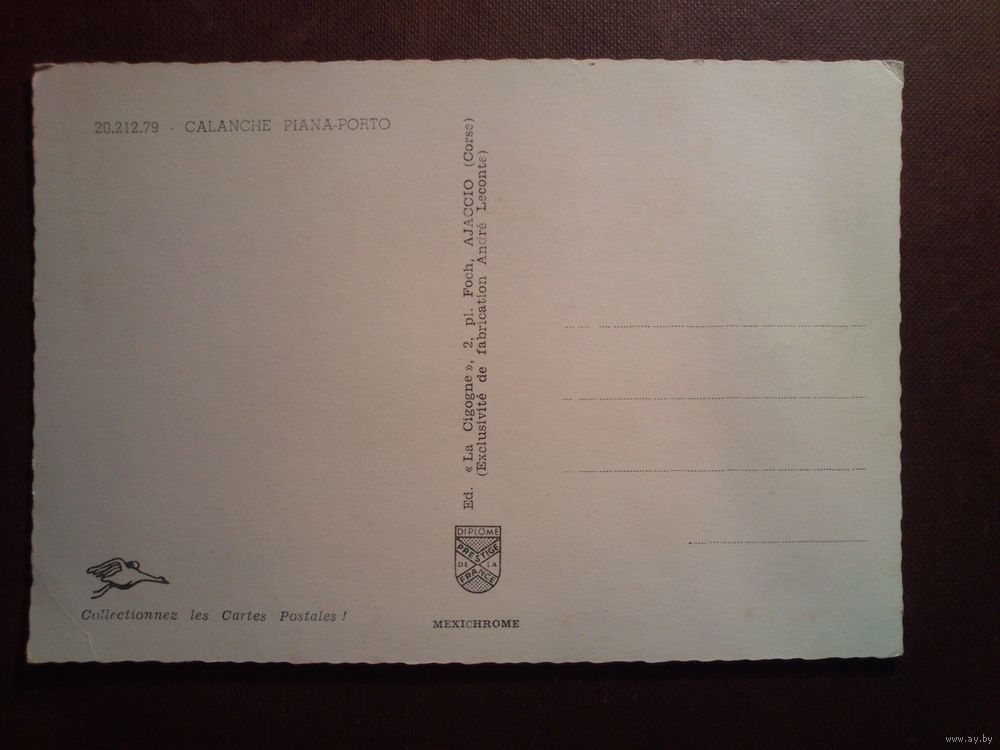 20.212.79 - CALANCHE PIANA-PORTO
Ed. « La Cigogne », 2, pl. Foch, AJACCIO (Corse)
(Exclusivité de fabrication André Leconte)
DIPLOME
PRESTIGE
DE LA
FRANCE
Collectionnez les Cartes Postales !
MEXICHROME
www.ay.by